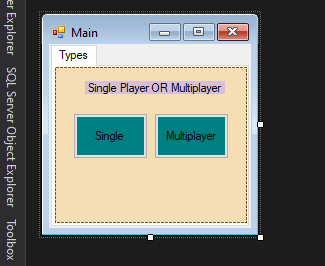 er Explorer
SQL Server Object Explorer
Toolbox
Main
Types
Single Player OR Multiplayer
Single
Multiplayer